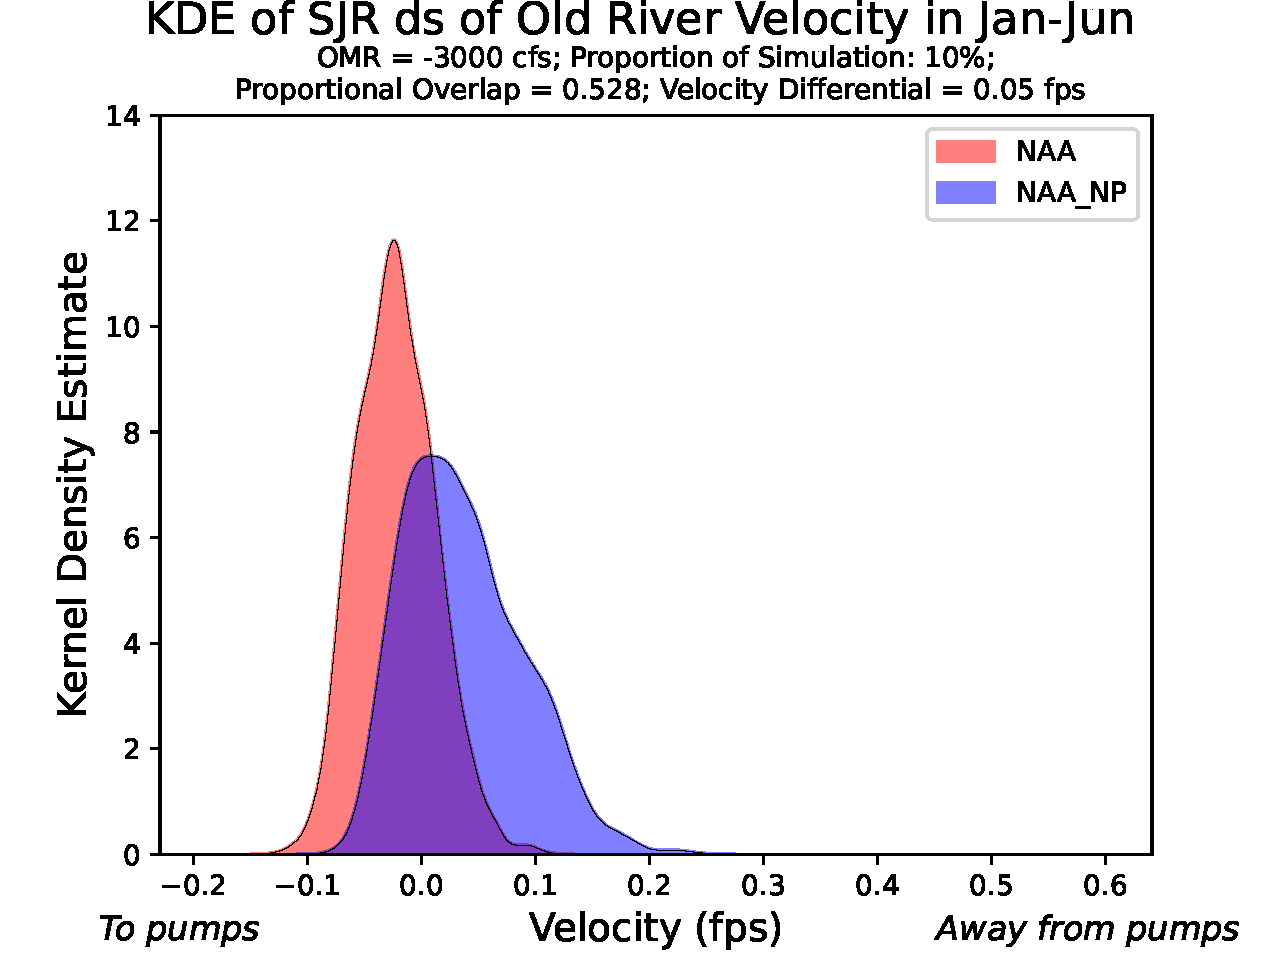 KDE of SJR ds of Old River Velocity in Jan-Jun
OMR = -3000 cfs; Proportion of Simulation: 10%;
Proportional Overlap = 0.528; Velocity Differential = 0.05 fps
14
12
10
8
6
4
2
0
Kernel Density Estimate
NAA
NAA_NP
−0.2 −0.1 0.0 0.1 0.2 0.3 0.4 0.5 0.6
To pumps Velocity (fps) Away from pumps